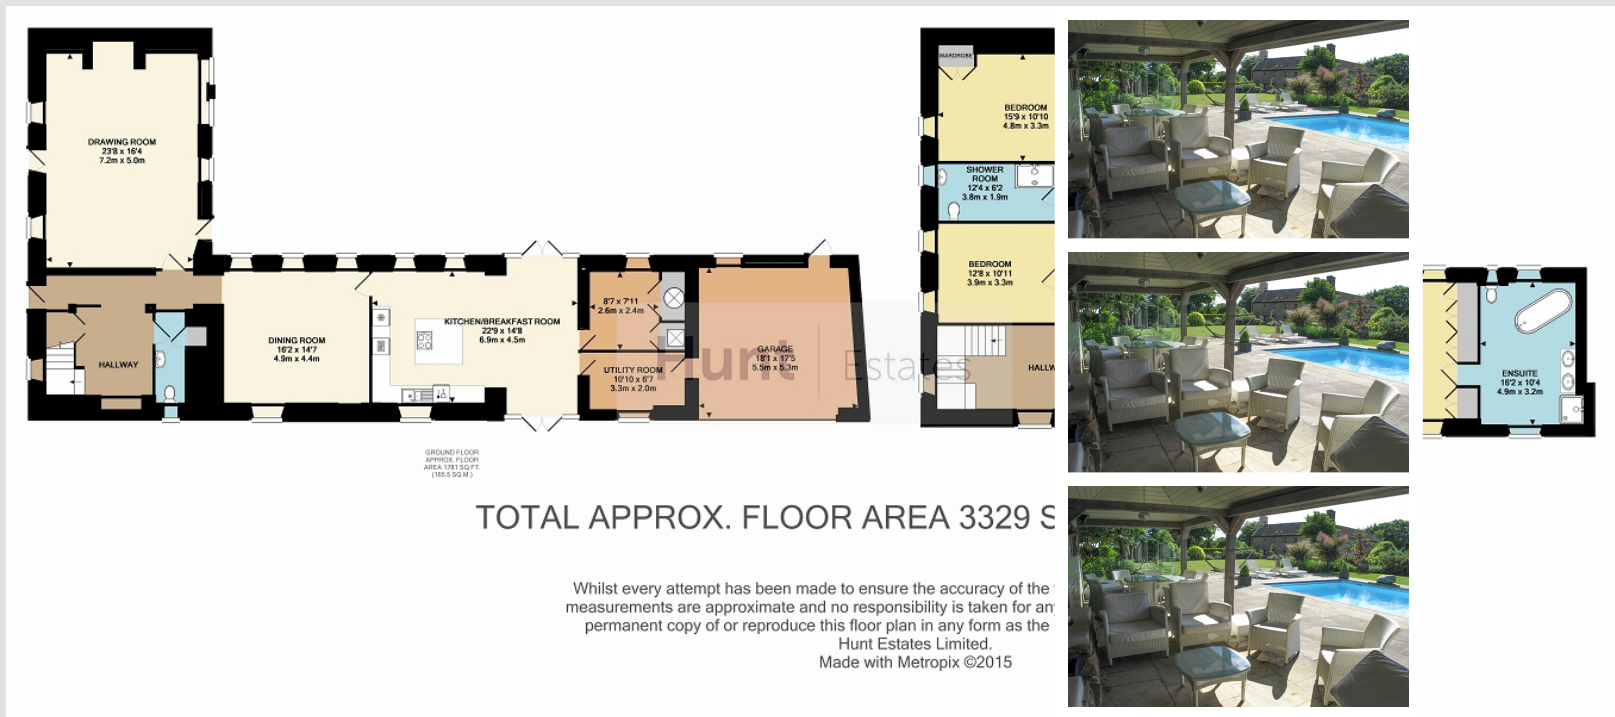 DRAWING ROOM
23'8 x 16'4
7.2m x 5.0m
HALLWAY
DINING ROOM
16'2 x 14'7
4.9m x 4.4m
KITCHEN/BREAKFAST ROOM
22'9 x 14'8
6.9m x 4.5m
8'7 x 7'11
2.6m x 2.4m
UTILITY ROOM
10'10 x 6'7
3.3m x 2.0m
GARAGE
18'1 x 17'5
5.5m x 5.3m
Hunt Estates
GROUND FLOOR
APPROX. FLOOR
AREA 1781 SQ.FT.
(165.5 SQ.M.)
WARDROBE
BEDROOM
15'9 x 10'10
4.8m x 3.3m
SHOWER
ROOM
12'4 x 6'2
3.8m x 1.9m
BEDROOM
12'8 x 10'11
3.9m x 3.3m
HALLW
ENSUITE
16'2 x 10'4
4.9m x 3.2m
TOTAL APPROX. FLOOR AREA 3329 S
Whilst every attempt has been made to ensure the accuracy of the
measurements are approximate and no responsibility is taken for any
permanent copy of or reproduce this floor plan in any form as the
Hunt Estates Limited.
Made with Metropix ©2015